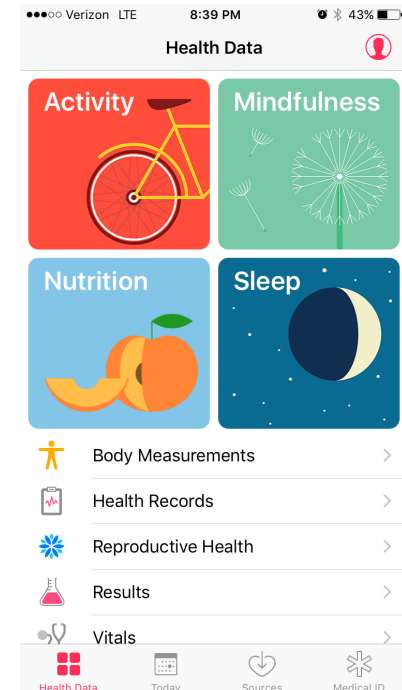 Verizon LTE 8:39 PM 43%
Health Data
Activity
Mindfulness
Nutrition
Sleep
Body Measurements
Health Records
Reproductive Health
Results
Vitals
Health Data Today Sources Medical ID